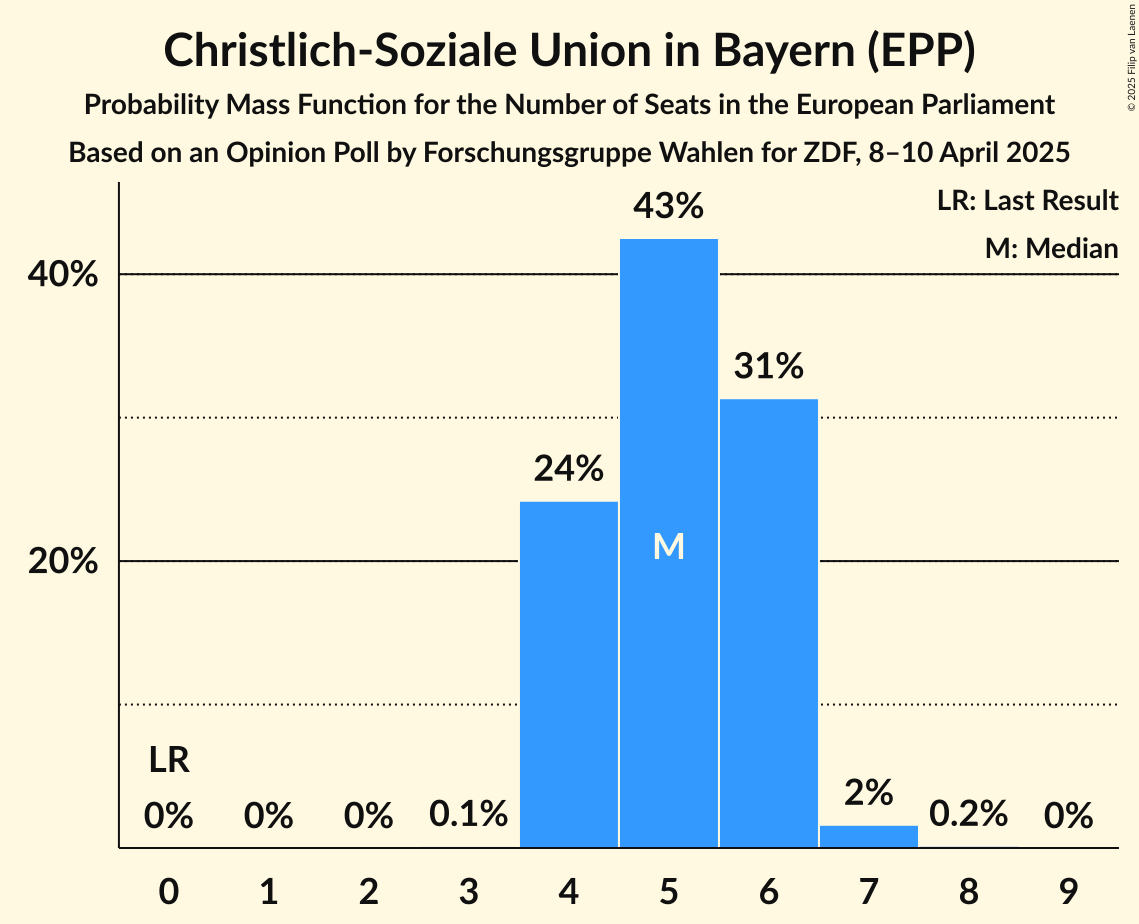 Christlich-Soziale Union in Bayern (EPP)
Probability Mass Function for the Number of Seats in the European Parliament
Based on an Opinion Poll by Forschungsgruppe Wahlen for ZDF, 8–10 April 2025
© 2025 Filip van Laenen
LR: Last Result
M: Median
40%
20%
43%
31%
24%
M
LR
0%
0%
0%
0.1%
2%
0.2%
0%
0 1 2 3 4 5 6 7 8 9